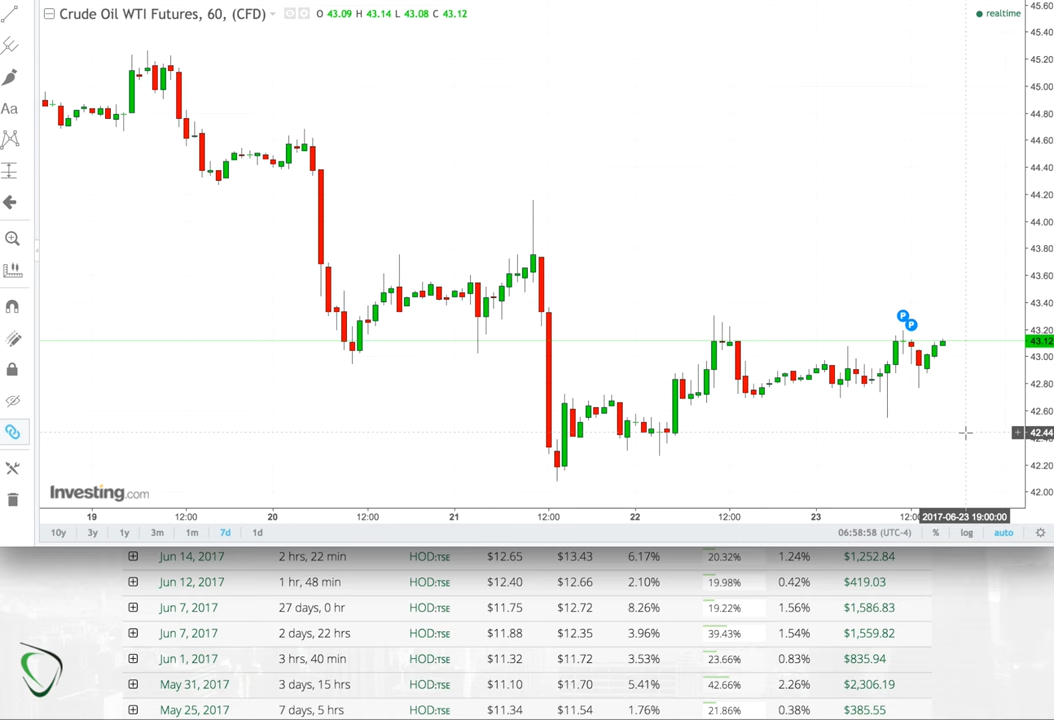 Crude Oil WTI Futures, 60, (CFD) O 43.09 H 43.14 L 43.08 C 43.12
realtime
45.60
45.40
45.20
45.00
44.80
44.60
44.40
44.20
44.00
43.80
43.60
43.40
43.20
43.12
43.00
42.80
42.60
42.44
42.20
42.00
Aa
P
P
Investing.com
19 12:00 20 12:00 21 12:00 22 12:00 23 2017-06-23 19:00:00
10y 3y 1y 3m 1m 7d 1d 06:58:58 (UTC-4) % log auto
Jun 14, 2017 2 hrs, 22 min HOD:TSE $12.65 $13.43 6.17% 20.32% 1.24% $1,252.84
Jun 12, 2017 1 hr, 48 min HOD:TSE $12.40 $12.66 2.10% 19.98% 0.42% $419.03
Jun 7, 2017 27 days, 0 hr HOD:TSE $11.75 $12.72 8.26% 19.22% 1.56% $1,586.83
Jun 7, 2017 2 days, 22 hrs HOD:TSE $11.88 $12.35 3.96% 39.43% 1.54% $1,559.82
Jun 1, 2017 3 hrs, 40 min HOD:TSE $11.32 $11.72 3.53% 23.66% 0.83% $835.94
May 31, 2017 3 days, 15 hrs HOD:TSE $11.10 $11.70 5.41% 42.66% 2.26% $2,306.19
May 25, 2017 7 days, 5 hrs HOD:TSE $11.34 $11.54 1.76% 21.86% 0.38% $385.55